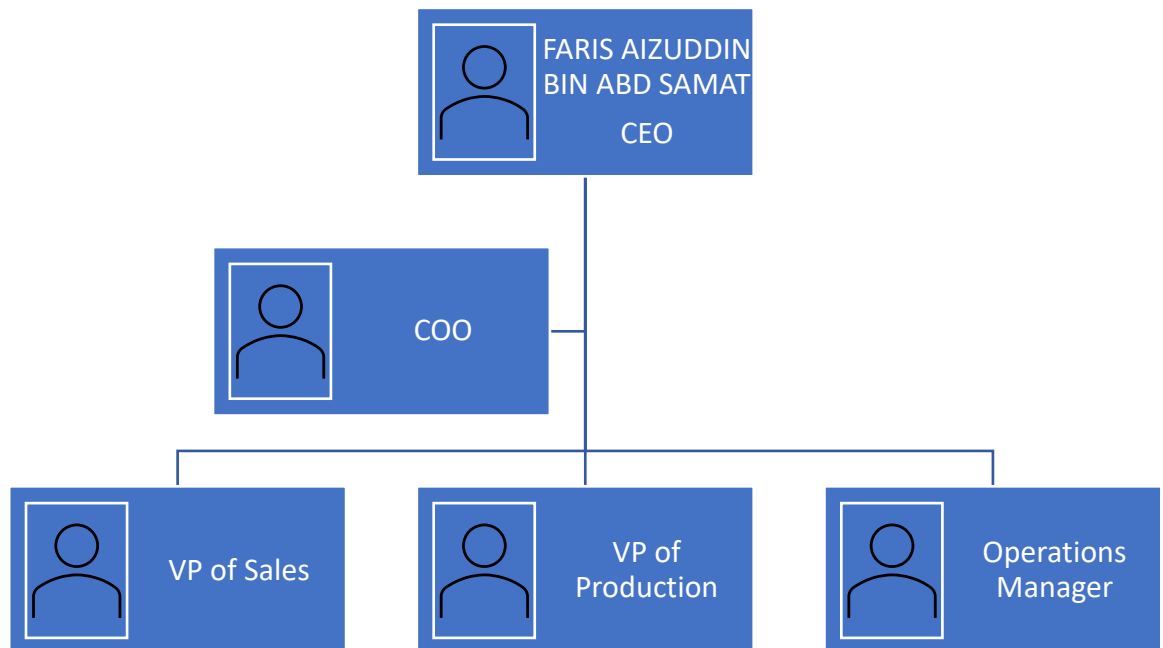 FARIS AIZUDDIN
BIN ABD SAMAT
CEO
COO
VP of Sales
VP of
Production
Operations
Manager